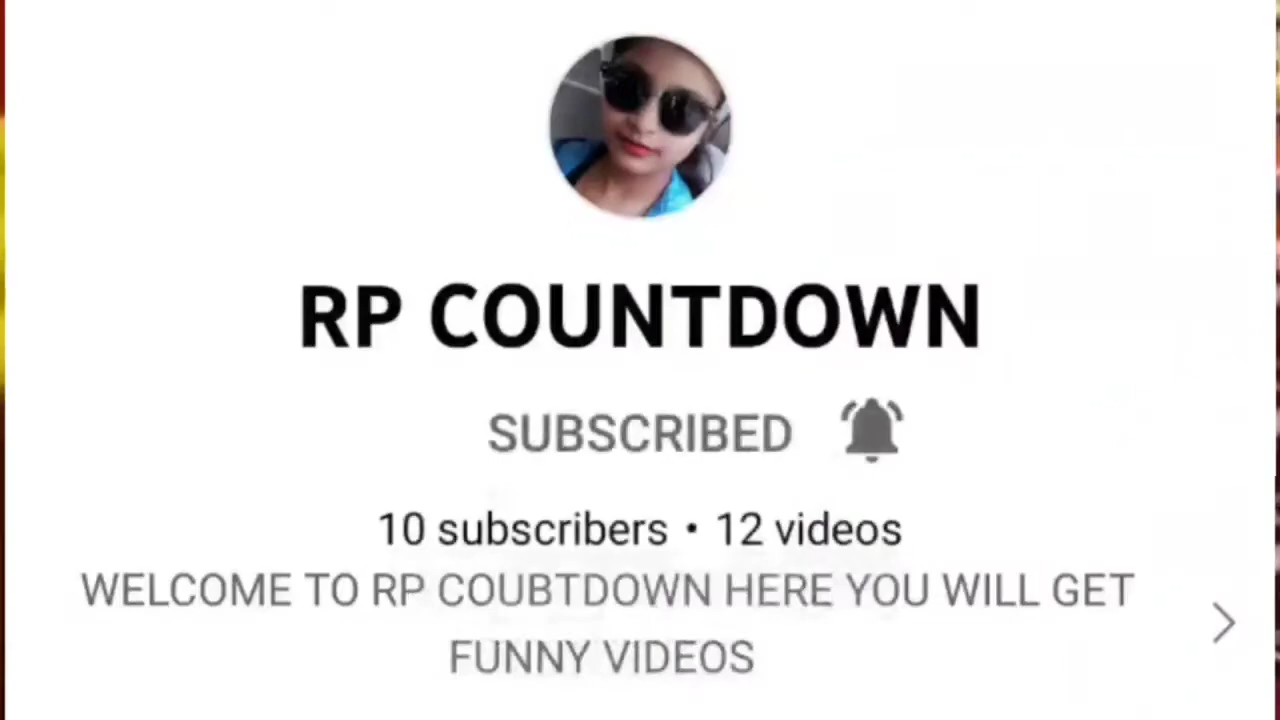 RP COUNTDOWN
SUBSCRIBED
10 subscribers • 12 videos
WELCOME TO RP COUBTDOWN HERE YOU WILL GET
FUNNY VIDEOS